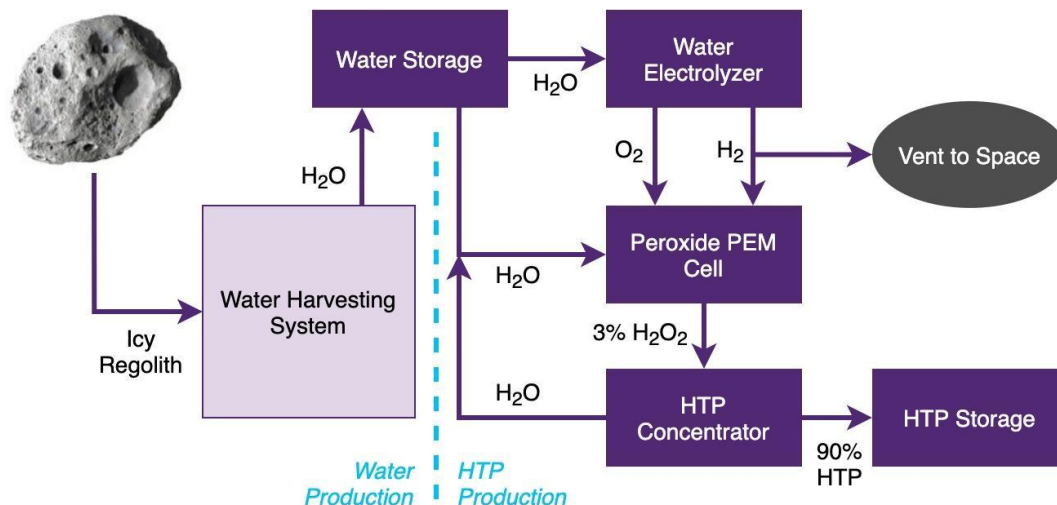 Water Storage
H₂O
Water
Electrolyzer
O₂
H₂
Vent to Space
H₂O
Water Harvesting
System
Icy
Regolith
H₂O
Peroxide PEM
Cell
3% H₂O₂
H₂O
HTP
Concentrator
90%
HTP
HTP Storage
Water
Production
HTP
Production